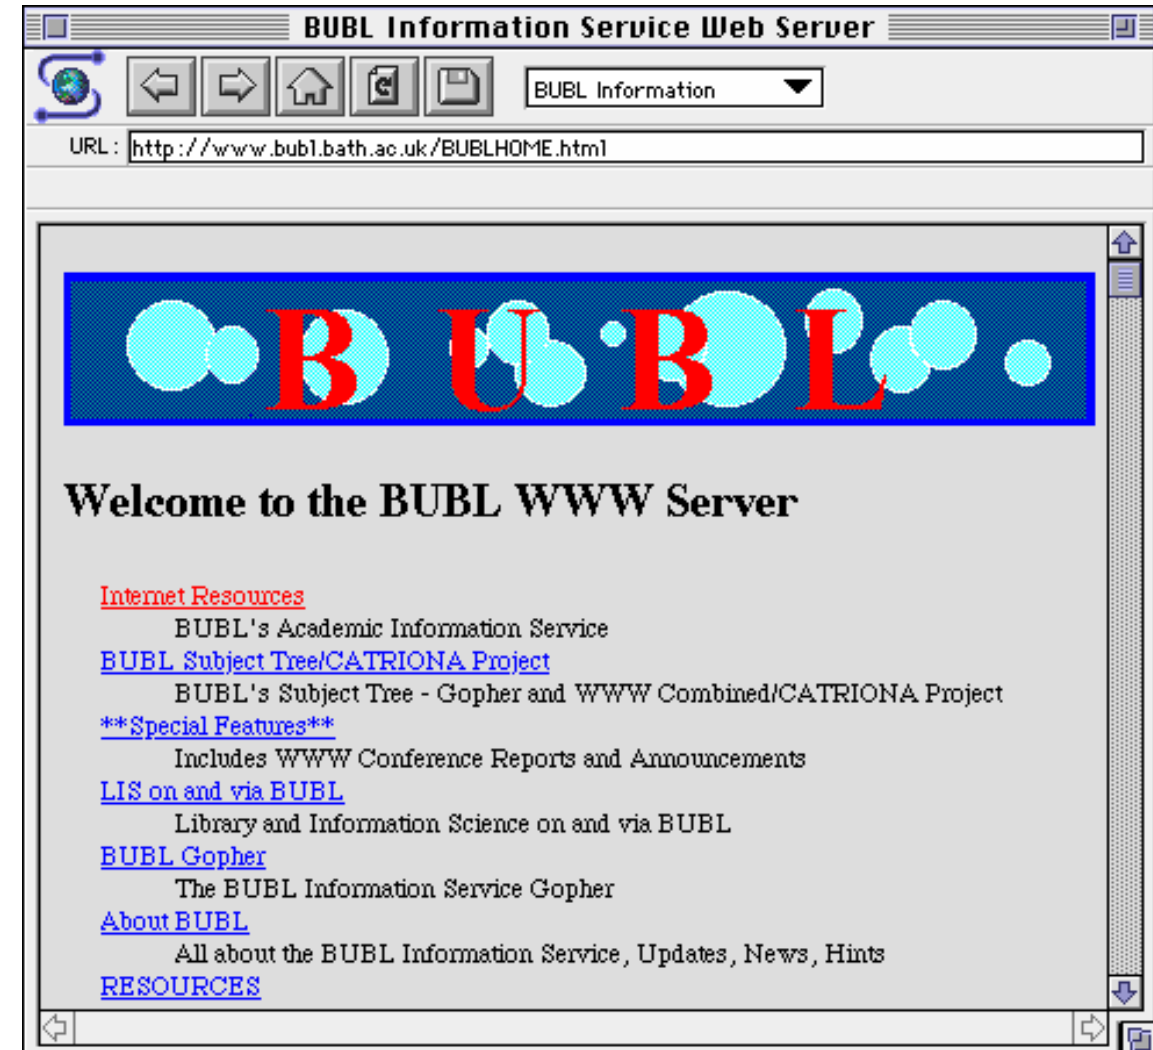 BUBL Information Service Web Server
BUBL Information
URL: http://www.bubl.bath.ac.uk/BUBLHOME.html
B U B L
Welcome to the BUBL WWW Server
Internet Resources
BUBL's Academic Information Service
BUBL Subject Tree/CATRIONA Project
BUBL's Subject Tree - Gopher and WWW Combined/CATRIONA Project
**Special Features**
Includes WWW Conference Reports and Announcements
LIS on and via BUBL
Library and Information Science on and via BUBL
BUBL Gopher
The BUBL Information Service Gopher
About BUBL
All about the BUBL Information Service, Updates, News, Hints
RESOURCES